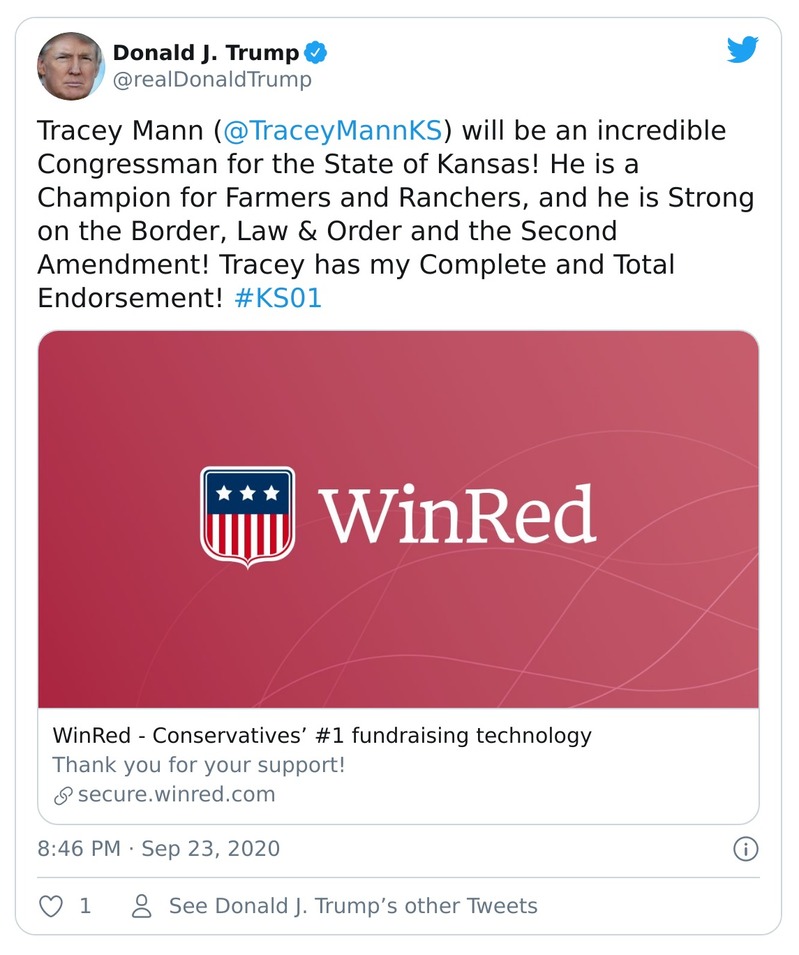 Donald J. Trump
@realDonaldTrump
Tracey Mann (@TraceyMannKS) will be an incredible
Congressman for the State of Kansas! He is a
Champion for Farmers and Ranchers, and he is Strong
on the Border, Law & Order and the Second
Amendment! Tracey has my Complete and Total
Endorsement! #KS01
WinRed
WinRed - Conservatives’ #1 fundraising technology
Thank you for your support!
secure.winred.com
8:46 PM · Sep 23, 2020
1 See Donald J. Trump’s other Tweets